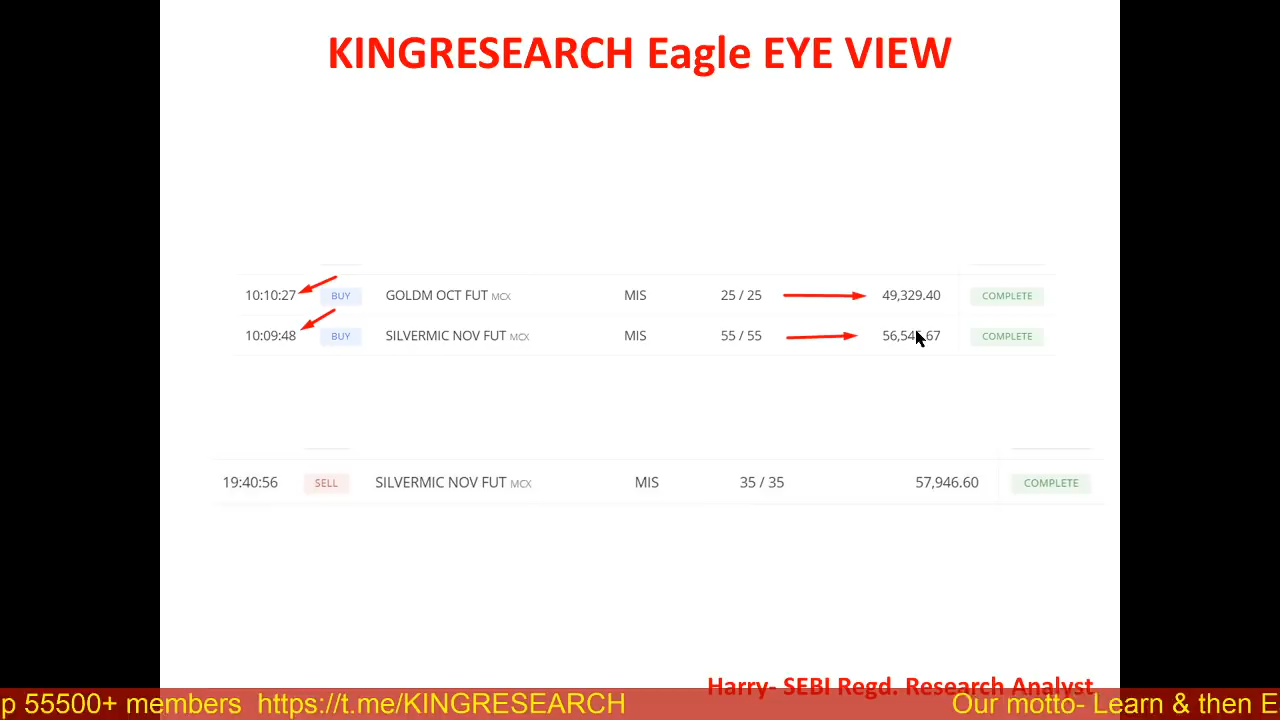 KINGRESEARCH Eagle EYE VIEW
10:10:27 BUY GOLDM OCT FUT MCX MIS 25 / 25 49,329.40 COMPLETE
10:09:48 BUY SILVERMIC NOV FUT MCX MIS 55 / 55 COMPLETE
19:40:56 SELL SILVERMIC NOV FUT MCX MIS 35 / 35 57,946.60 COMPLETE
Harry- SEBI Regd. Research Analyst
55500+ members https://t.me/KINGRESEARCH Our motto- Learn & then